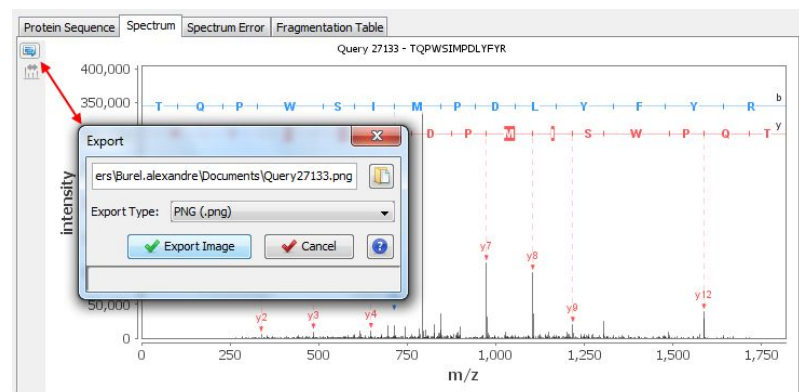 Protein Sequence Spectrum Spectrum Error Fragmentation Table
Query 27133 - TQPWSIMPDLYFYR
400,000
350,000
T Q P W S I M P D L Y F Y R b
D P M I S W P Q T y
Export
ers\Burel.alexandre\Documents\Query27133.png
Export Type: PNG (.png)
Export Image Cancel ?
intensity
y7
y8
y12
y9
50,000
y2 y3 y4
0
0 250 500 750 1,000 1,250 1,500 1,750
m/z